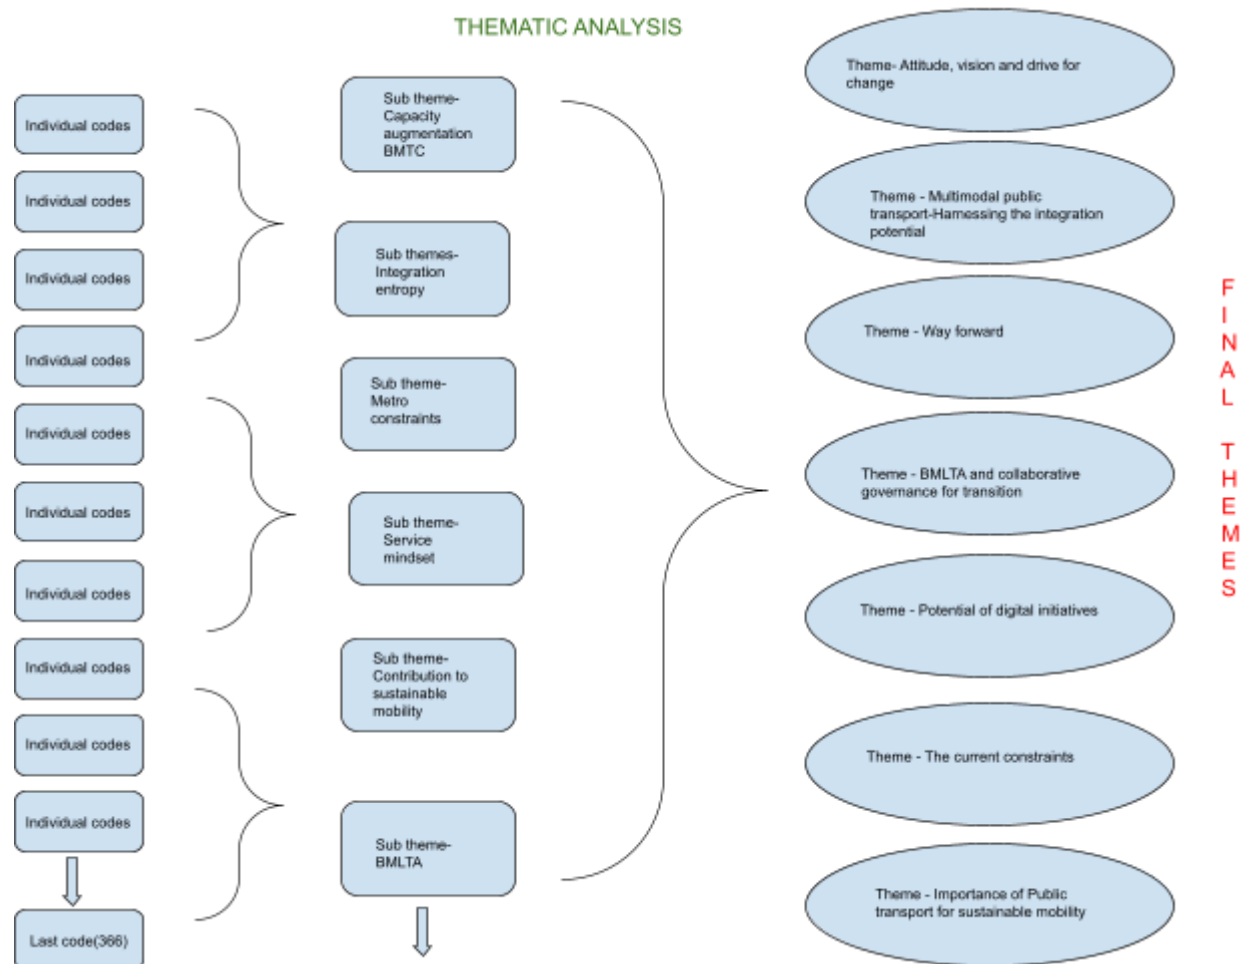 THEMATIC ANALYSIS
Individual codes
Individual codes
Individual codes
Individual codes
Individual codes
Individual codes
Individual codes
Individual codes
Individual codes
Individual codes
Last code(366)
Sub theme-
Capacity
augmentation
BMTC
Sub themes-
Integration
entropy
Sub theme-
Metro
constraints
Sub theme-
Service
mindset
Sub theme-
Contribution to
sustainable
mobility
Sub theme-
BMLTA
Theme- Attitude, vision and drive for
change
Theme - Multimodal public
transport-Harnessing the integration
potential
Theme - Way forward
Theme - BMLTA and collaborative
governance for transition
Theme - Potential of digital initiatives
Theme - The current constraints
Theme - Importance of Public
transport for sustainable mobility
FINAL THEMES